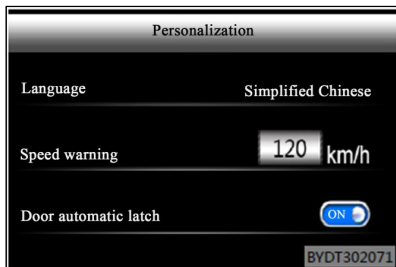 Personalization
Language Simplified Chinese
Speed warning 120 km/h
Door automatic latch ON
BYDT302071